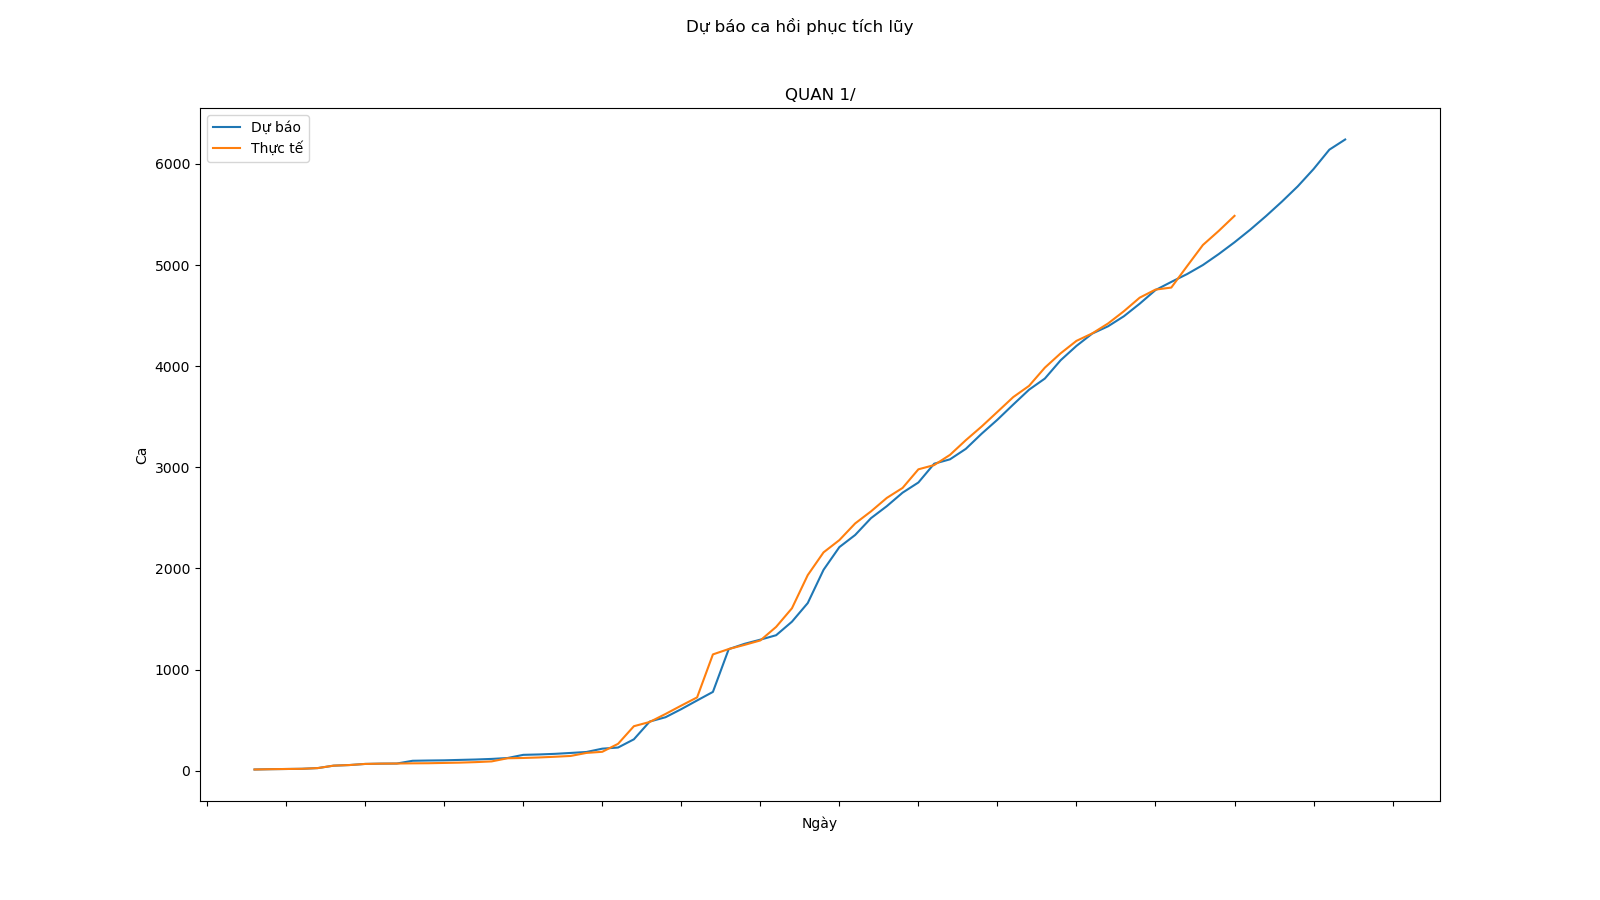 Dự báo ca hồi phục tích lũy
QUAN 1/
Dự báo
Thực tế
6000
5000
4000
3000
2000
1000
0
Ca
Ngày